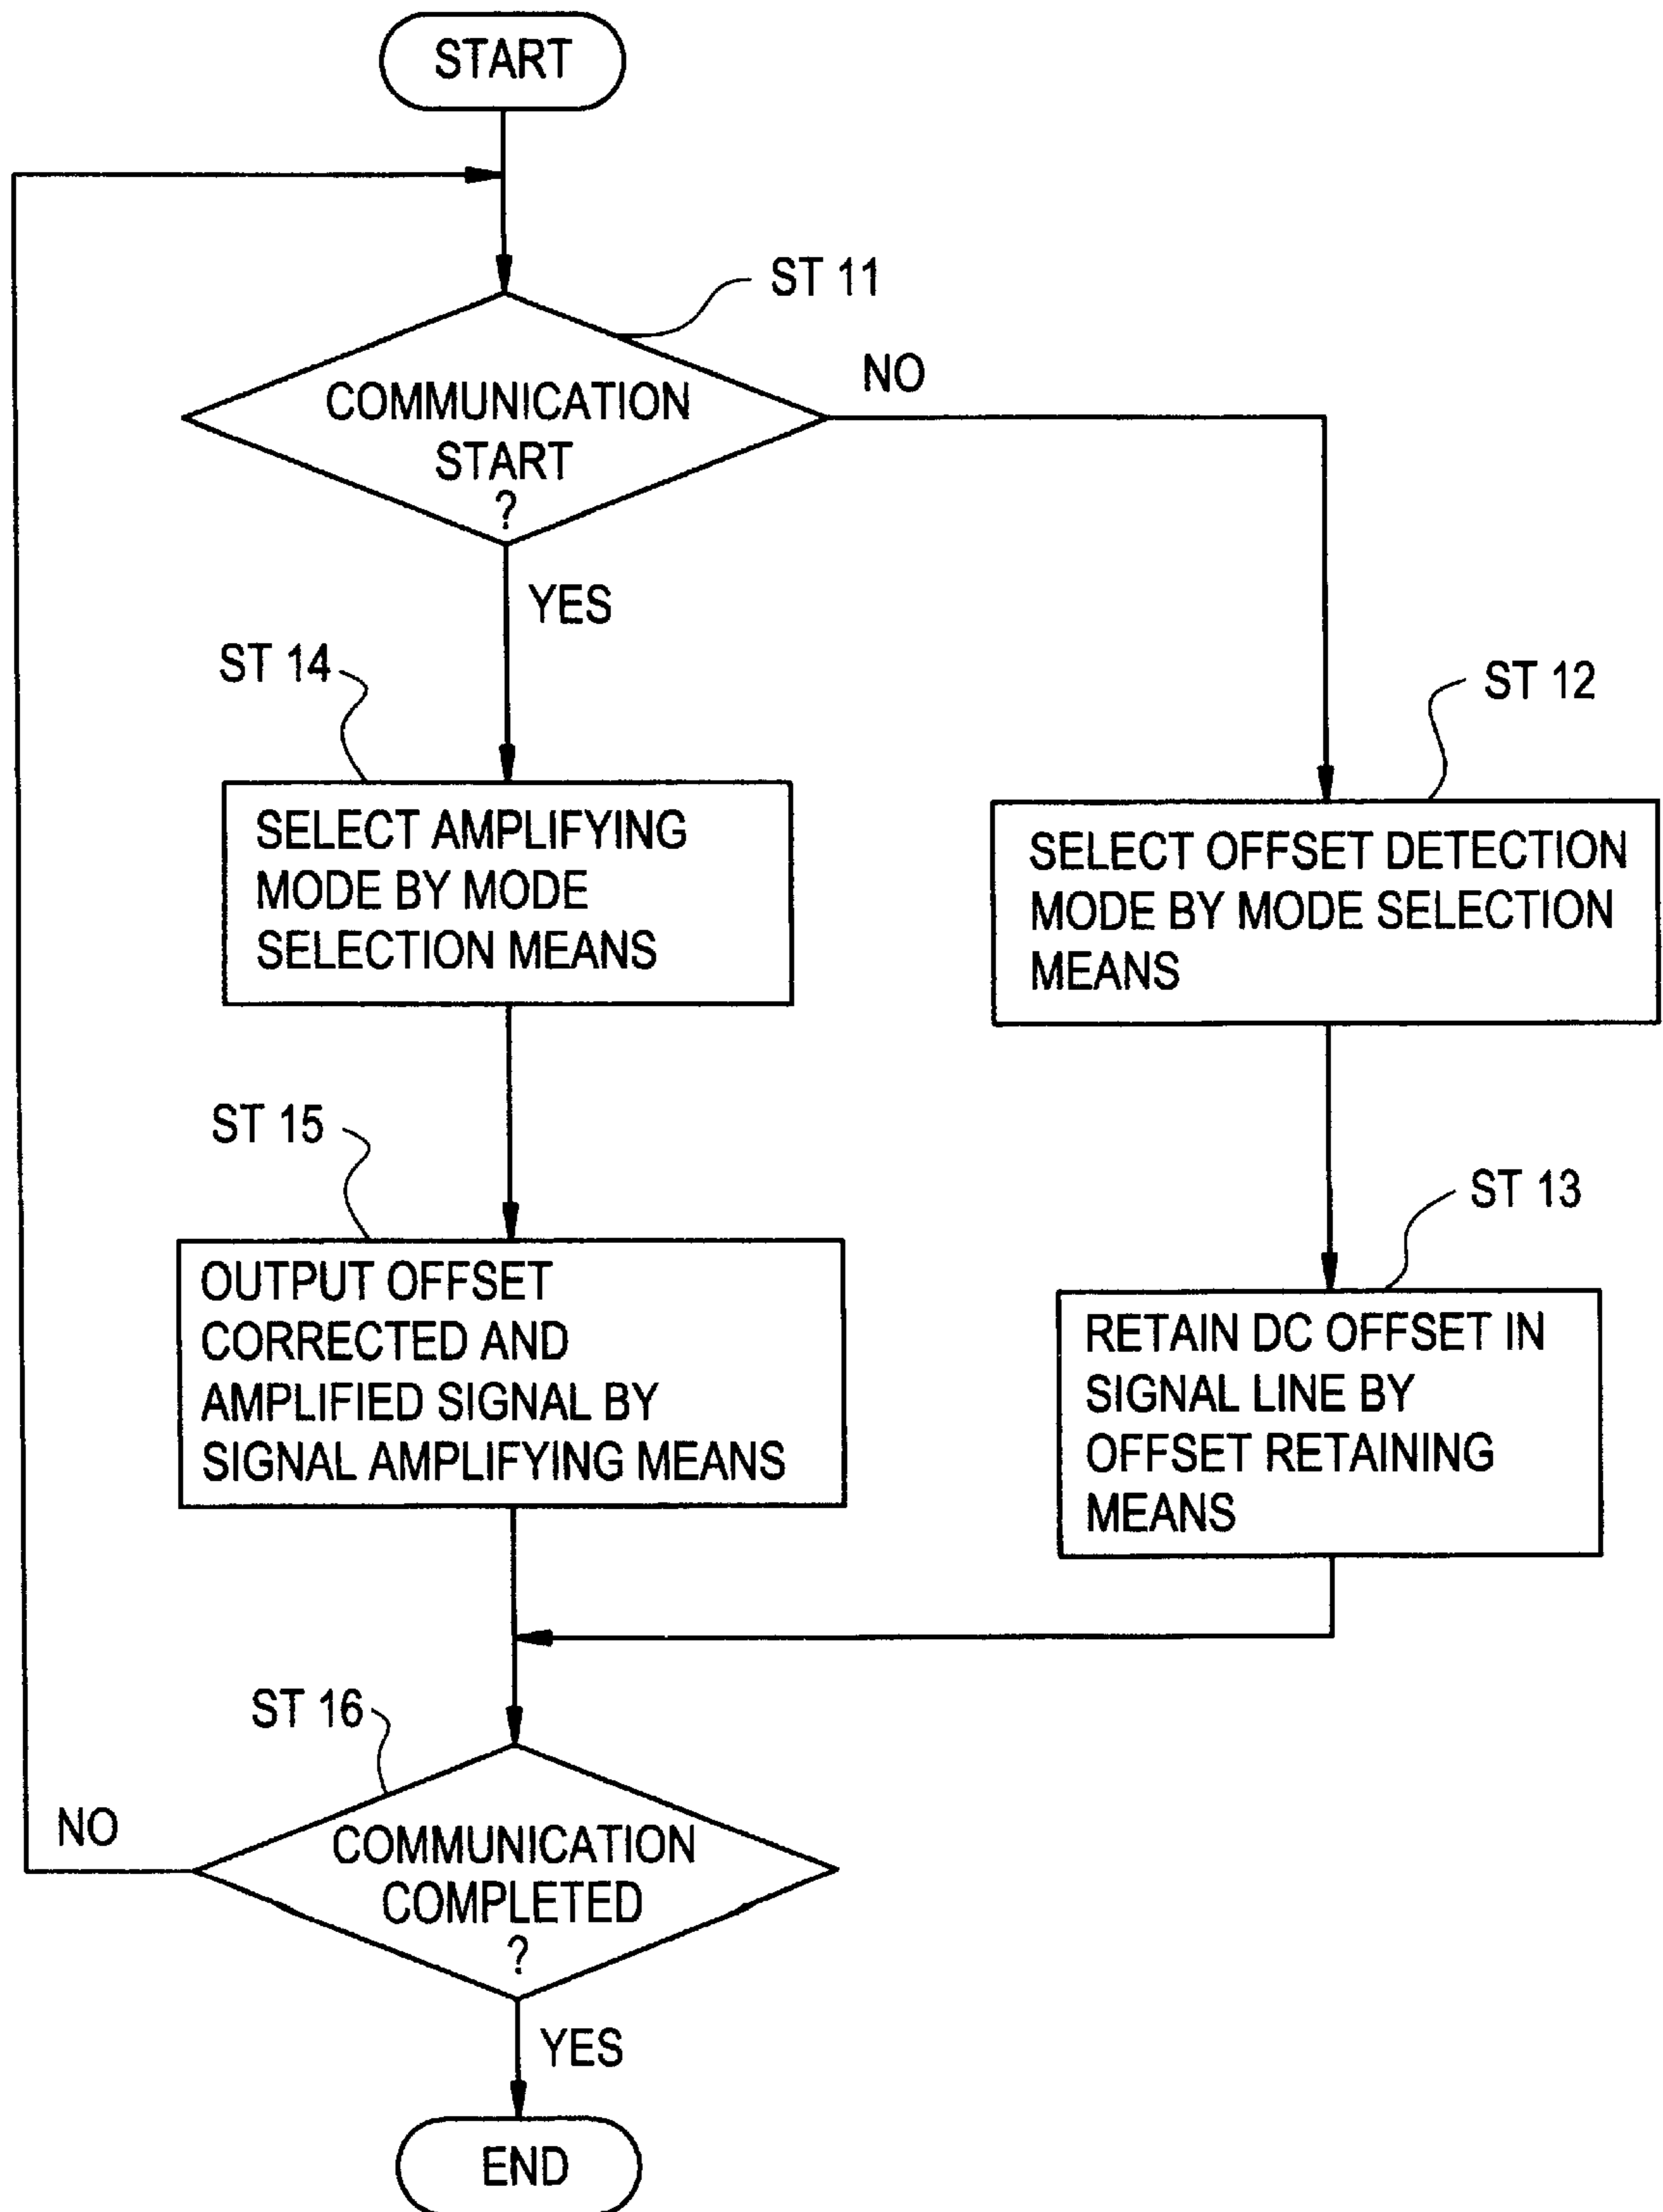 START
ST 11
COMMUNICATION
START
?
NO
YES
ST 14
SELECT AMPLIFYING
MODE BY MODE
SELECTION MEANS
ST 12
SELECT OFFSET DETECTION
MODE BY MODE SELECTION
MEANS
ST 15
OUTPUT OFFSET
CORRECTED AND
AMPLIFIED SIGNAL BY
SIGNAL AMPLIFYING MEANS
ST 13
RETAIN DC OFFSET IN
SIGNAL LINE BY
OFFSET RETAINING
MEANS
ST 16
NO
COMMUNICATION
COMPLETED
?
YES
END